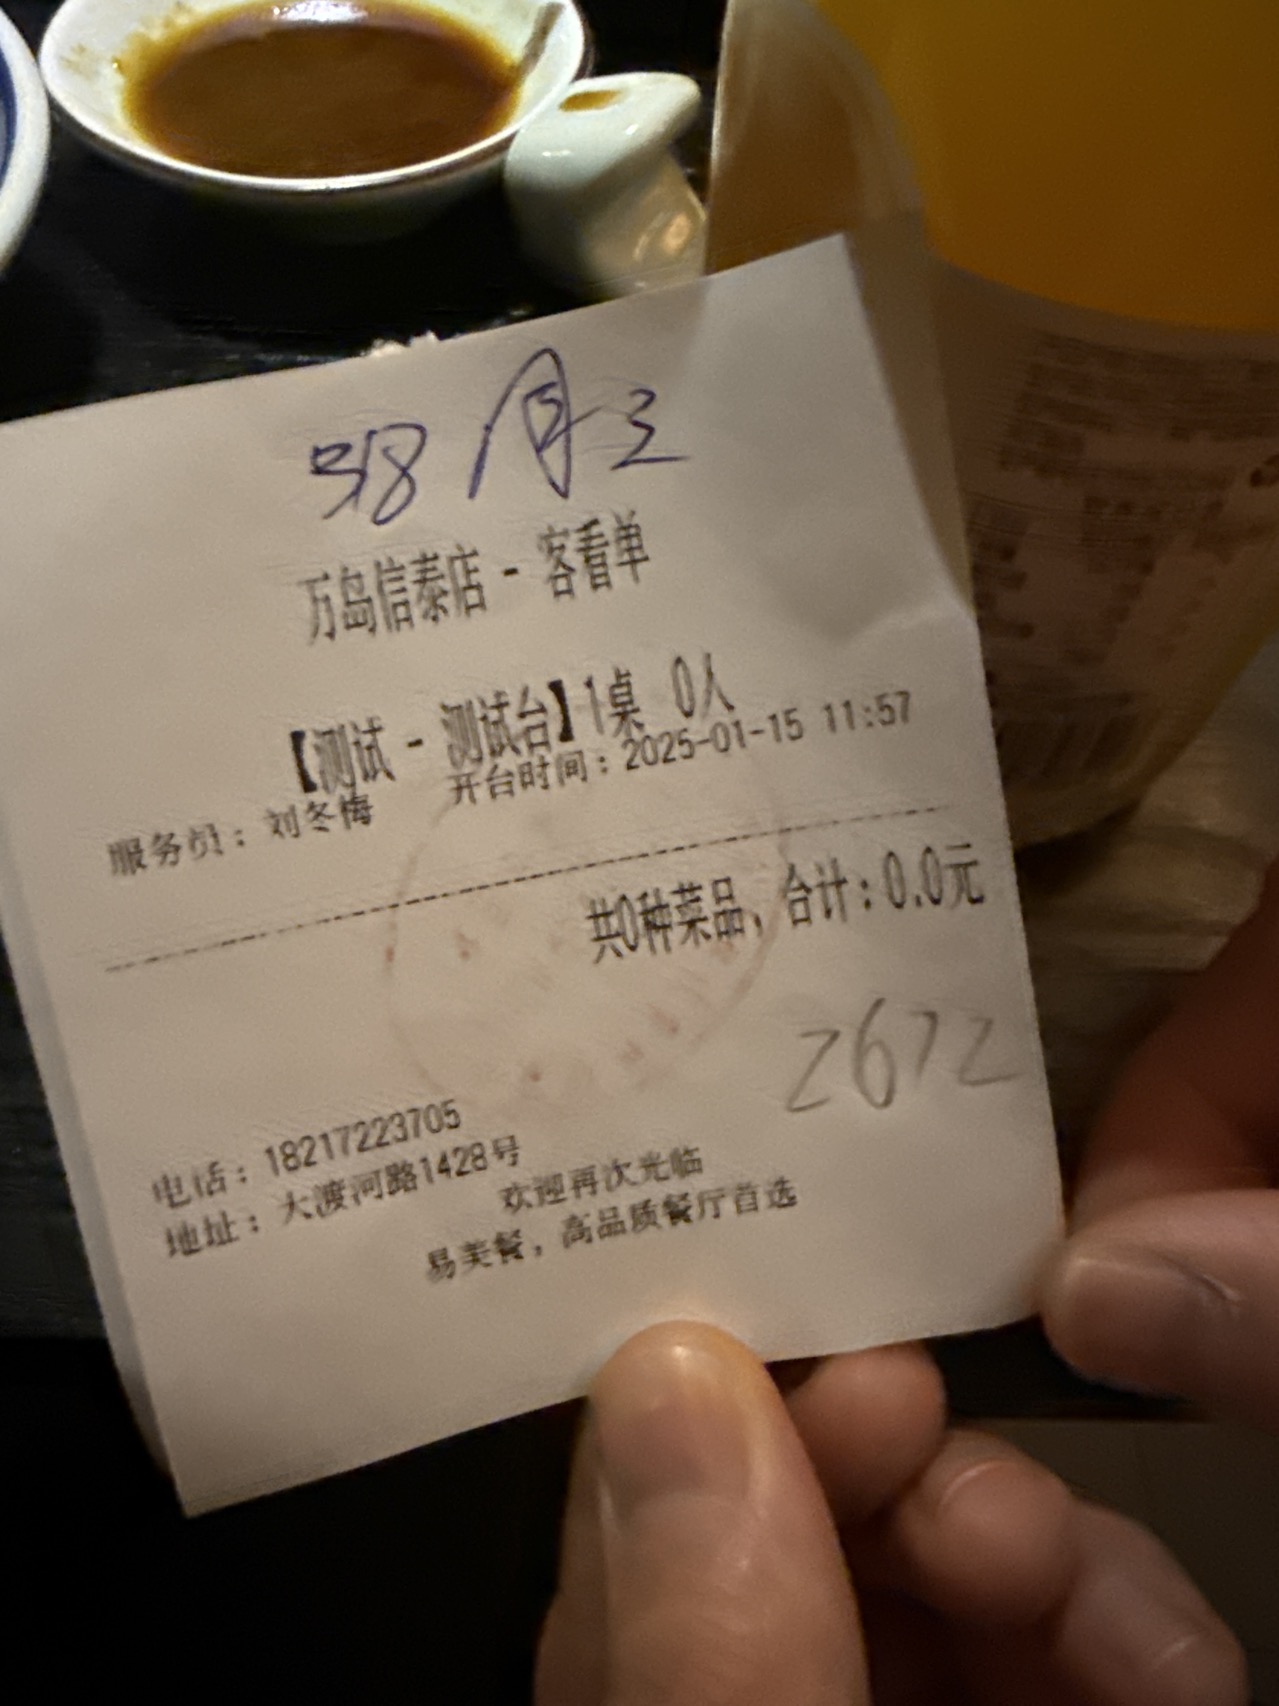 万岛信泰店 - 客看单
【测试 - 测试台】1桌 0人
服务员：刘冬梅 开台时间：2025-01-15 11:57
共0种菜品，合计：0.0元
2672
电话：18217223705
地址：大渡河路1428号
欢迎再次光临
易美餐，高品质餐厅首选